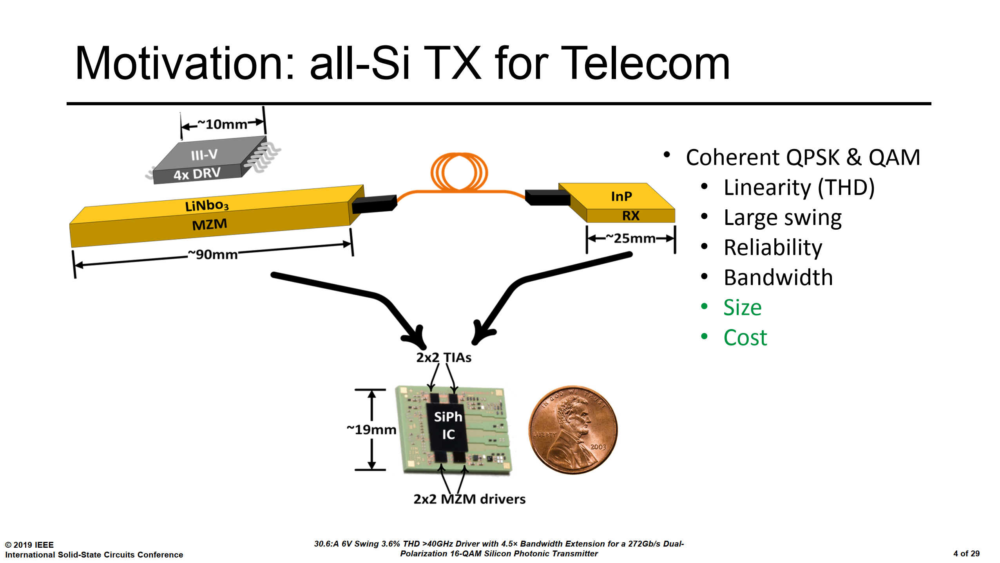 Motivation: all-Si TX for Telecom
~10mm
III-V
4x DRV
LiNbo₃
MZM
~90mm
InP
RX
~25mm
• Coherent QPSK & QAM
• Linearity (THD)
• Large swing
• Reliability
• Bandwidth
• Size
• Cost
2x2 TIAs
SiPh
IC
~19mm
2x2 MZM drivers
IN GOD WE TRUST
LIBERTY
2003
© 2019 IEEE
International Solid-State Circuits Conference
30.6:A 6V Swing 3.6% THD >40GHz Driver with 4.5× Bandwidth Extension for a 272Gb/s Dual-
Polarization 16-QAM Silicon Photonic Transmitter
4 of 29